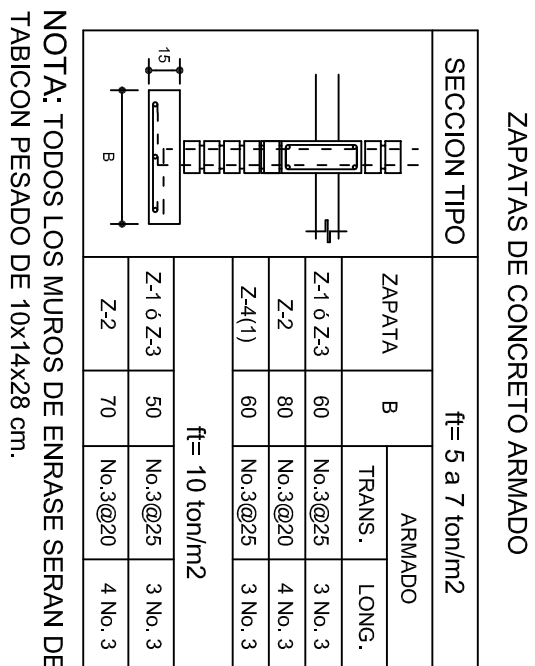 ZAPATAS DE CONCRETO ARMADO
SECCION TIPO
ft= 5 a 7 ton/m2
ZAPATA
B
ARMADO
TRANS.
LONG.
Z-1 ó Z-3
60
No.3@25
3 No. 3
Z-2
80
No.3@20
4 No. 3
Z-4(1)
60
No.3@25
3 No. 3
ft= 10 ton/m2
Z-1 ó Z-3
50
No.3@25
3 No. 3
Z-2
70
No.3@20
4 No. 3
15
B
NOTA: TODOS LOS MUROS DE ENRASE SERAN DE
TABICON PESADO DE 10x14x28 cm.